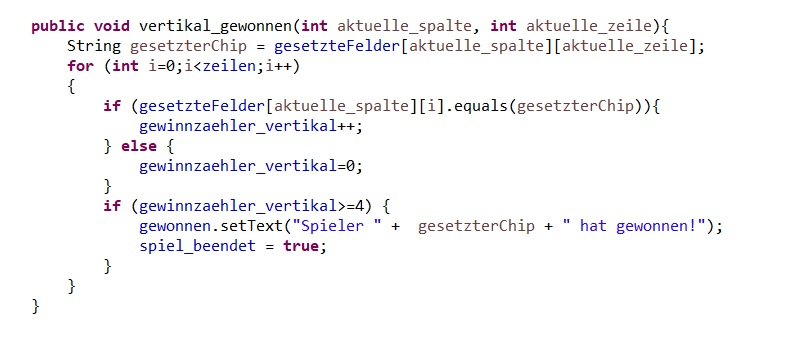 public void vertikal_gewonnen(int aktuelle_spalte, int aktuelle_zeile){
    String gesetzterChip = gesetzteFelder[aktuelle_spalte][aktuelle_zeile];
    for (int i=0;i<zeilen;i++)
    {
        if (gesetzteFelder[aktuelle_spalte][i].equals(gesetzterChip)){
            gewinnzaehler_vertikal++;
        } else {
            gewinnzaehler_vertikal=0;
        }
        if (gewinnzaehler_vertikal>=4) {
            gewonnen.setText("Spieler " +  gesetzterChip + " hat gewonnen!");
            spiel_beendet = true;
        }
    }
}